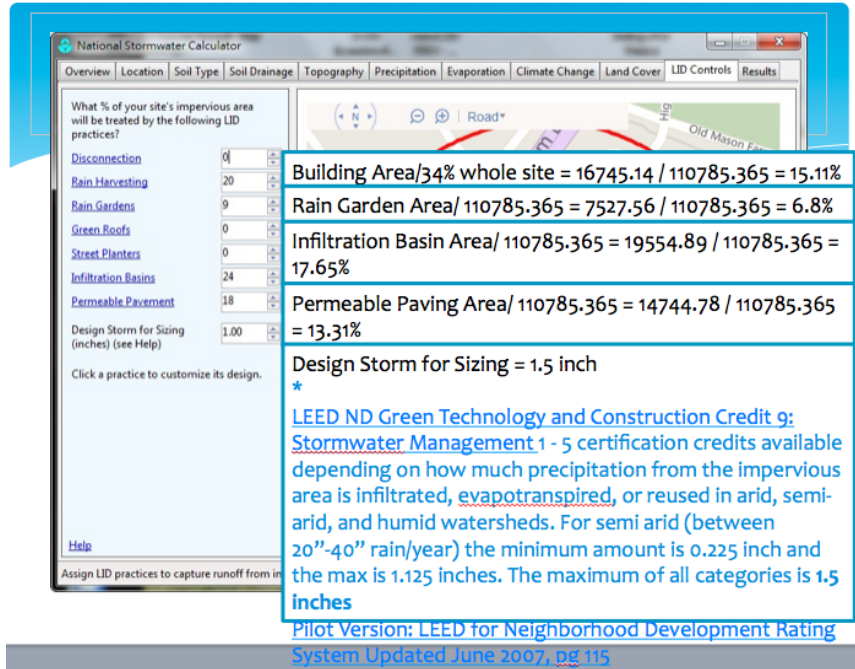 National Stormwater Calculator
Overview Location Soil Type Soil Drainage Topography Precipitation Evaporation Climate Change Land Cover LID Controls Results
What % of your site's impervious area
will be treated by the following LID
practices?
Disconnection 0
Rain Harvesting 20
Rain Gardens 9
Green Roofs 0
Street Planters 0
Infiltration Basins 24
Permeable Pavement 18
Design Storm for Sizing 1.00
(inches) (see Help)
Click a practice to customize its design.
Help
Assign LID practices to capture runoff from
N
Road
Hig
Old Mason
Building Area/34% whole site = 16745.14 / 110785.365 = 15.11%
Rain Garden Area/ 110785.365 = 7527.56 / 110785.365 = 6.8%
Infiltration Basin Area/ 110785.365 = 19554.89 / 110785.365 =
17.65%
Permeable Paving Area/ 110785.365 = 14744.78 / 110785.365
= 13.31%
Design Storm for Sizing = 1.5 inch
*
LEED ND Green Technology and Construction Credit 9:
Stormwater Management 1 - 5 certification credits available
depending on how much precipitation from the impervious
area is infiltrated, evapotranspired, or reused in arid, semi-
arid, and humid watersheds. For semi arid (between
20”-40” rain/year) the minimum amount is 0.225 inch and
the max is 1.125 inches. The maximum of all categories is 1.5
inches
Pilot Version: LEED for Neighborhood Development Rating
System Updated June 2007, pg 115